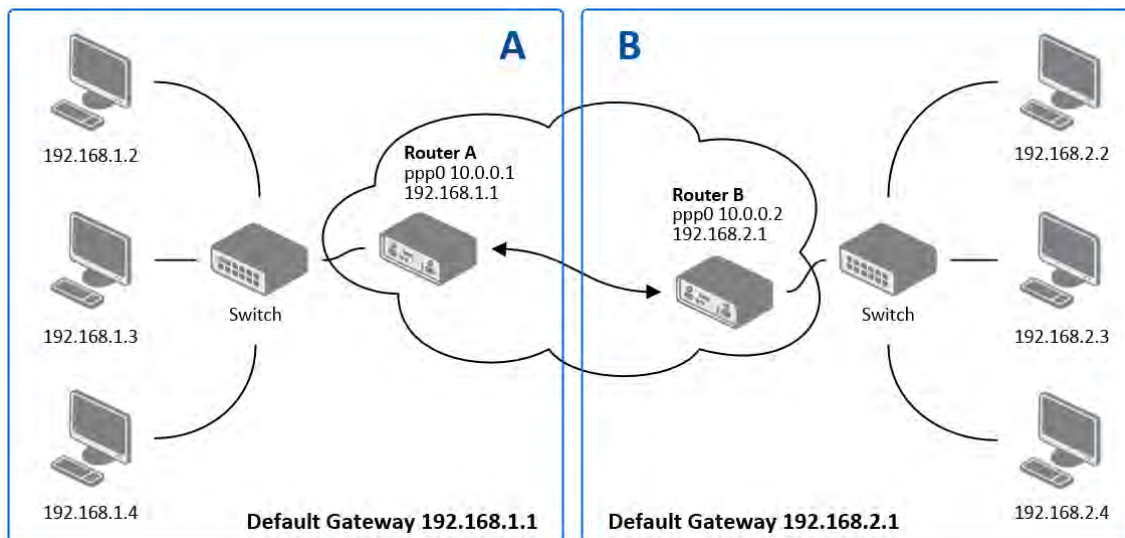 A
192.168.1.2
192.168.1.3
192.168.1.4
Switch
Router A
ppp0 10.0.0.1
192.168.1.1
Default Gateway 192.168.1.1
B
Router B
ppp0 10.0.0.2
192.168.2.1
Switch
192.168.2.2
192.168.2.3
192.168.2.4
Default Gateway 192.168.2.1